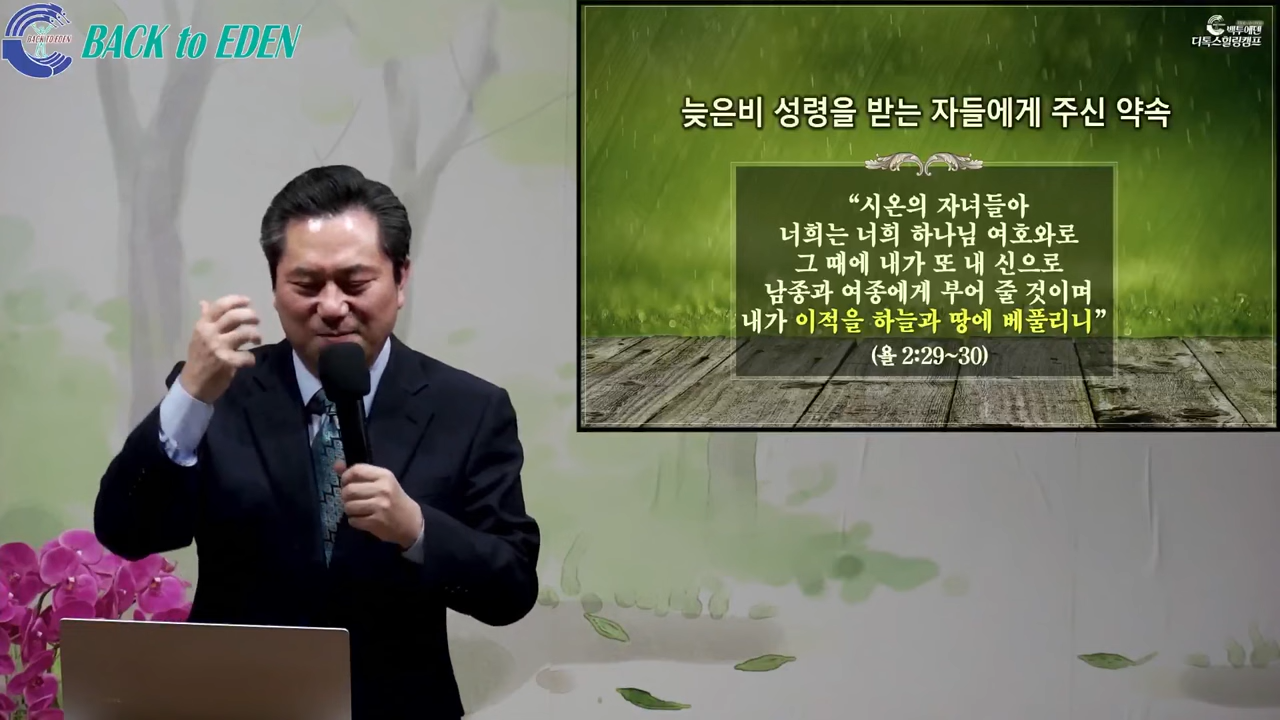 BACK TO EDEN
BACK to EDEN
백투에덴
디톡스힐링캠프
늦은비 성령을 받는 자들에게 주신 약속
“시온의 자녀들아
너희는 너희 하나님 여호와로
그 때에 내가 또 내 신으로
남종과 여종에게 부어 줄 것이며
내가 이적을 하늘과 땅에 베풀리니”
(욜 2:29~30)